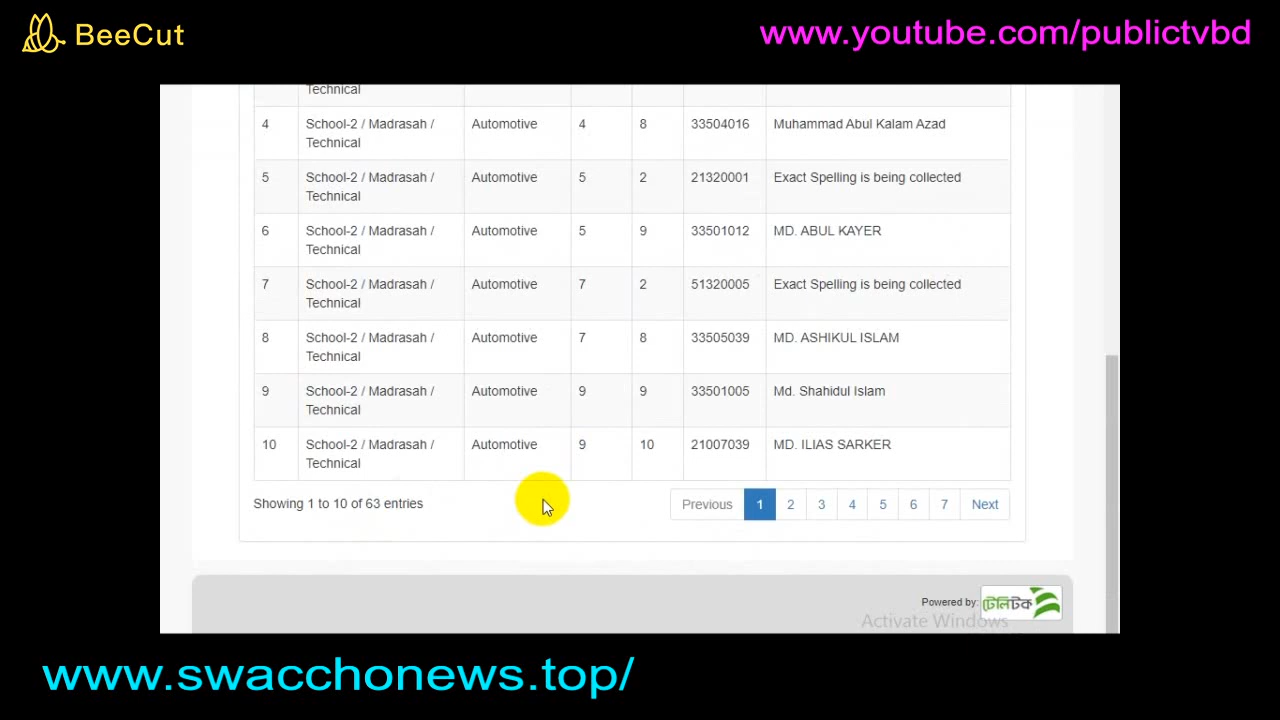 BeeCut
www.youtube.com/publictvbd
Technical
4 School-2 / Madrasah / Automotive 4 8 33504016 Muhammad Abul Kalam Azad
Technical
5 School-2 / Madrasah / Automotive 5 2 21320001 Exact Spelling is being collected
Technical
6 School-2 / Madrasah / Automotive 5 9 33501012 MD. ABUL KAYER
Technical
7 School-2 / Madrasah / Automotive 7 2 51320005 Exact Spelling is being collected
Technical
8 School-2 / Madrasah / Automotive 7 8 33505039 MD. ASHIKUL ISLAM
Technical
9 School-2 / Madrasah / Automotive 9 9 33501005 Md. Shahidul Islam
Technical
10 School-2 / Madrasah / Automotive 9 10 21007039 MD. ILIAS SARKER
Technical
Showing 1 to 10 of 63 entries Previous 1 2 3 4 5 6 7 Next
Powered by: টেলিটক
Activate Windows
www.swacchonews.top/